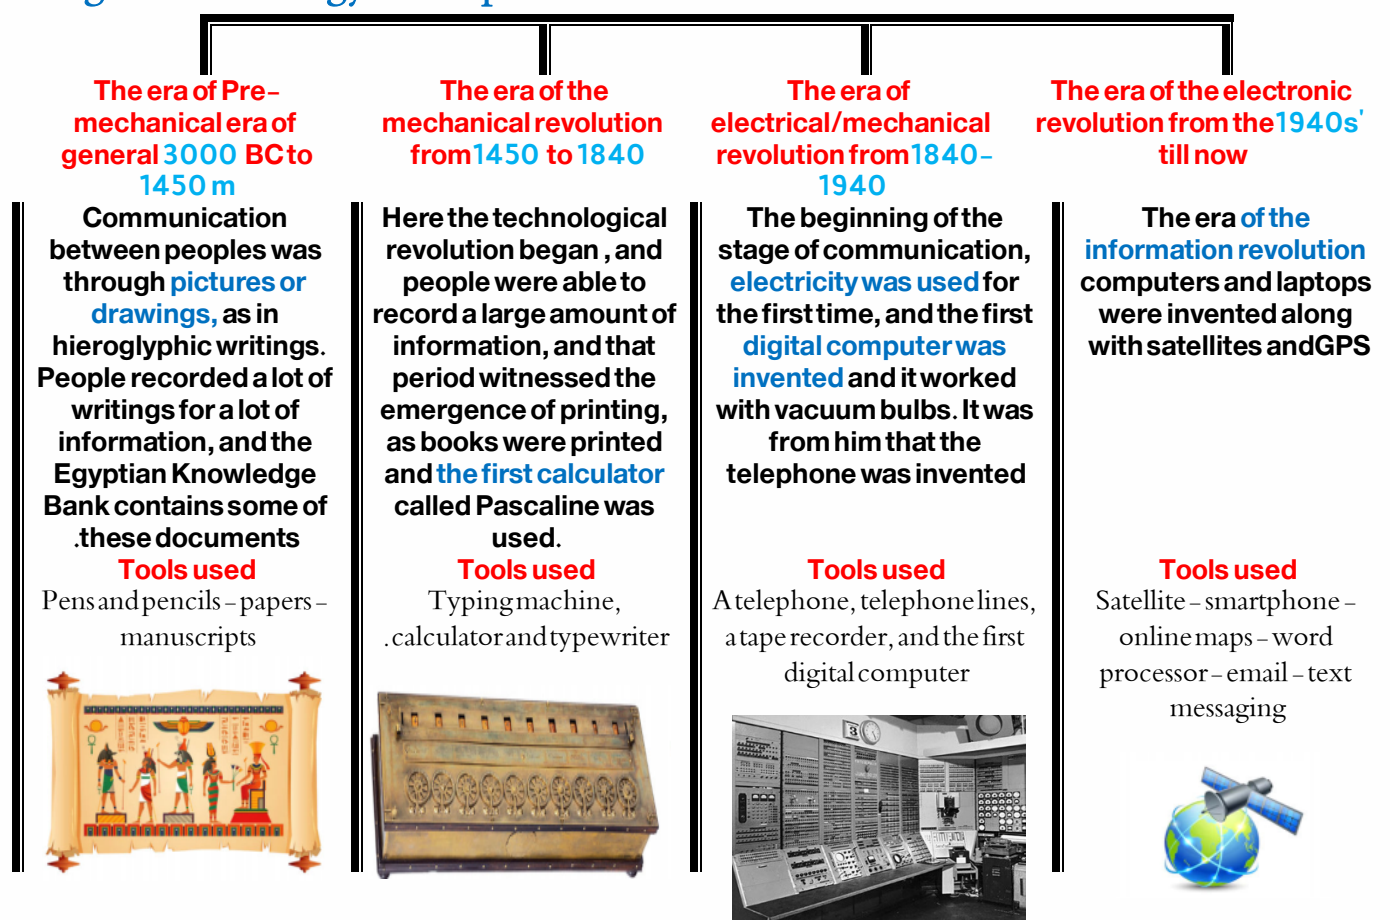 The era of Pre-
mechanical era of
general 3000 BC to
1450 m
Communication
between peoples was
through pictures or
drawings, as in
hieroglyphic writings.
People recorded a lot of
writings for a lot of
information, and the
Egyptian Knowledge
Bank contains some of
.these documents
Tools used
Pens and pencils – papers –
manuscripts
The era of the
mechanical revolution
from 1450 to 1840
Here the technological
revolution began , and
people were able to
record a large amount of
information, and that
period witnessed the
emergence of printing,
as books were printed
and the first calculator
called Pascaline was
used.
Tools used
Typing machine,
.calculator and typewriter
The era of
electrical/mechanical
revolution from 1840-
1940
The beginning of the
stage of communication,
electricity was used for
the first time, and the first
digital computer was
invented and it worked
with vacuum bulbs. It was
from him that the
telephone was invented
Tools used
A telephone, telephone lines,
a tape recorder, and the first
digital computer
3
The era of the electronic
revolution from the 1940s'
till now
The era of the
information revolution
computers and laptops
were invented along
with satellites andGPS
Tools used
Satellite – smartphone –
online maps – word
processor – email – text
messaging